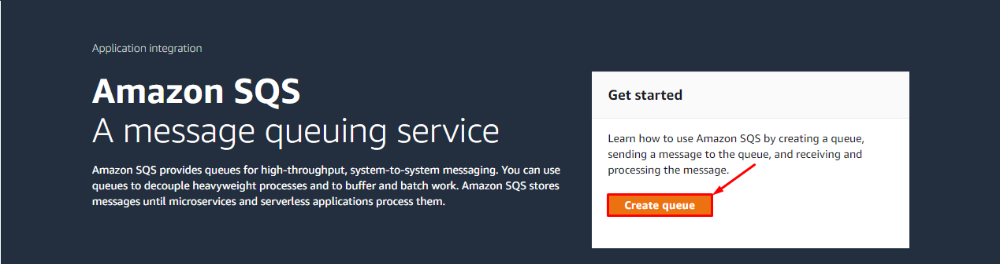 Application integration
Amazon SQS
A message queuing service
Amazon SQS provides queues for high-throughput, system-to-system messaging. You can use
queues to decouple heavyweight processes and to buffer and batch work. Amazon SQS stores
messages until microservices and serverless applications process them.
Get started
Learn how to use Amazon SQS by creating a queue,
sending a message to the queue, and receiving and
processing the message.
Create queue